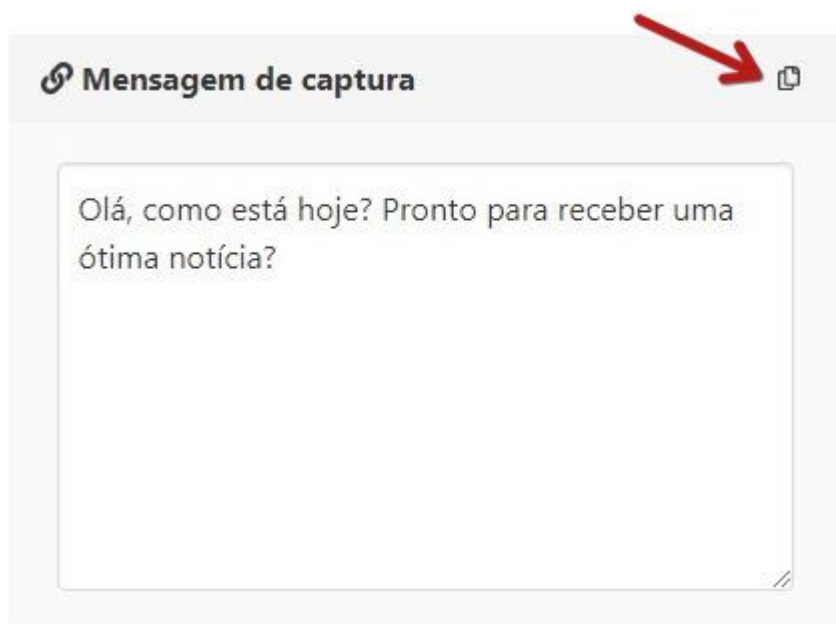 Mensagem de captura
Olá, como está hoje? Pronto para receber uma
ótima notícia?